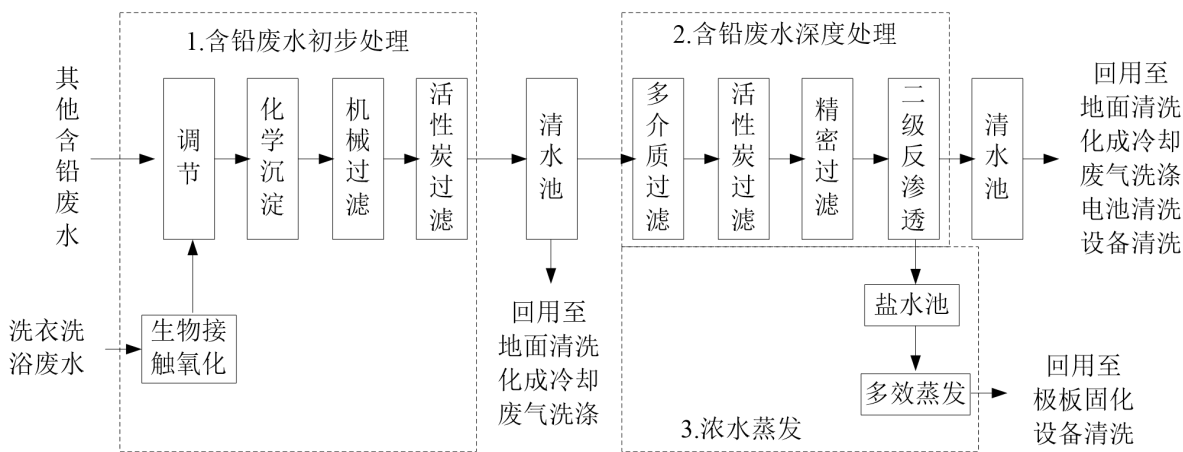 1.含铅废水初步处理
其他含铅废水
调节
化学沉淀
机械过滤
活性炭过滤
生物接
触氧化
洗衣洗
浴废水
清水池
回用至
地面清洗
化成冷却
废气洗涤
2.含铅废水深度处理
多介质过滤
活性炭过滤
精密过滤
二级反渗透
清水池
回用至
地面清洗
化成冷却
废气洗涤
电池清洗
设备清洗
盐水池
多效蒸发
3.浓水蒸发
回用至
极板固化
设备清洗